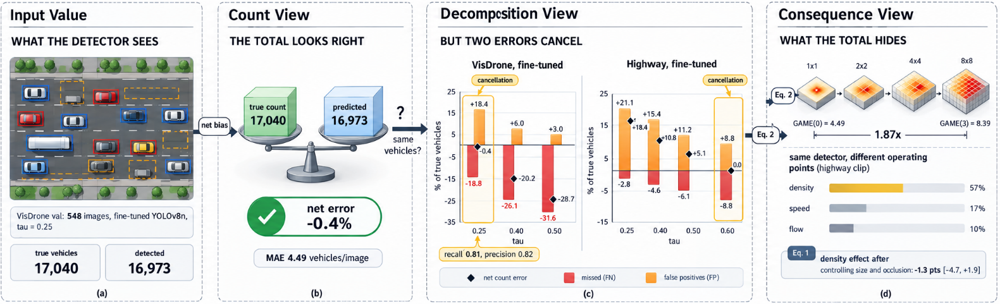 Input Value
WHAT THE DETECTOR SEES
VisDrone val: 548 images, fine-tuned YOLOv8n,
tau = 0.25
true vehicles
17,040
detected
16,973
(a)
net bias
Count View
THE TOTAL LOOKS RIGHT
true count
17,040
predicted
16,973
?
same
vehicles?
net error
-0.4%
MAE 4.49 vehicles/image
(b)
Decomposition View
BUT TWO ERRORS CANCEL
VisDrone, fine-tuned
cancellation
% of true vehicles
25
15
5
-5
-15
-25
-35
+18.4
-0.4
-18.8
+6.0
-20.2
-26.1
+3.0
-28.7
-31.6
0.25
0.40
0.50
tau
recall 0.81, precision 0.82
Highway, fine-tuned
cancellation
% of true vehicles
25
15
5
-5
-15
+21.1
+18.4
-2.8
+15.4
+10.8
-4.6
+11.2
+5.1
-6.1
+8.8
0.0
-8.8
0.25
0.40
0.50
0.60
tau
net count error
missed (FN)
false positives (FP)
(c)
Eq. 2
Eq. 2
Consequence View
WHAT THE TOTAL HIDES
1x1
2x2
4x4
8x8
GAME(0) = 4.49
GAME(3) = 8.39
1.87x
same detector, different operating
points (highway clip)
density
57%
speed
17%
flow
10%
Eq. 1
density effect after
controlling size and occlusion: -1.3 pts [-4.7, +1.9]
(d)